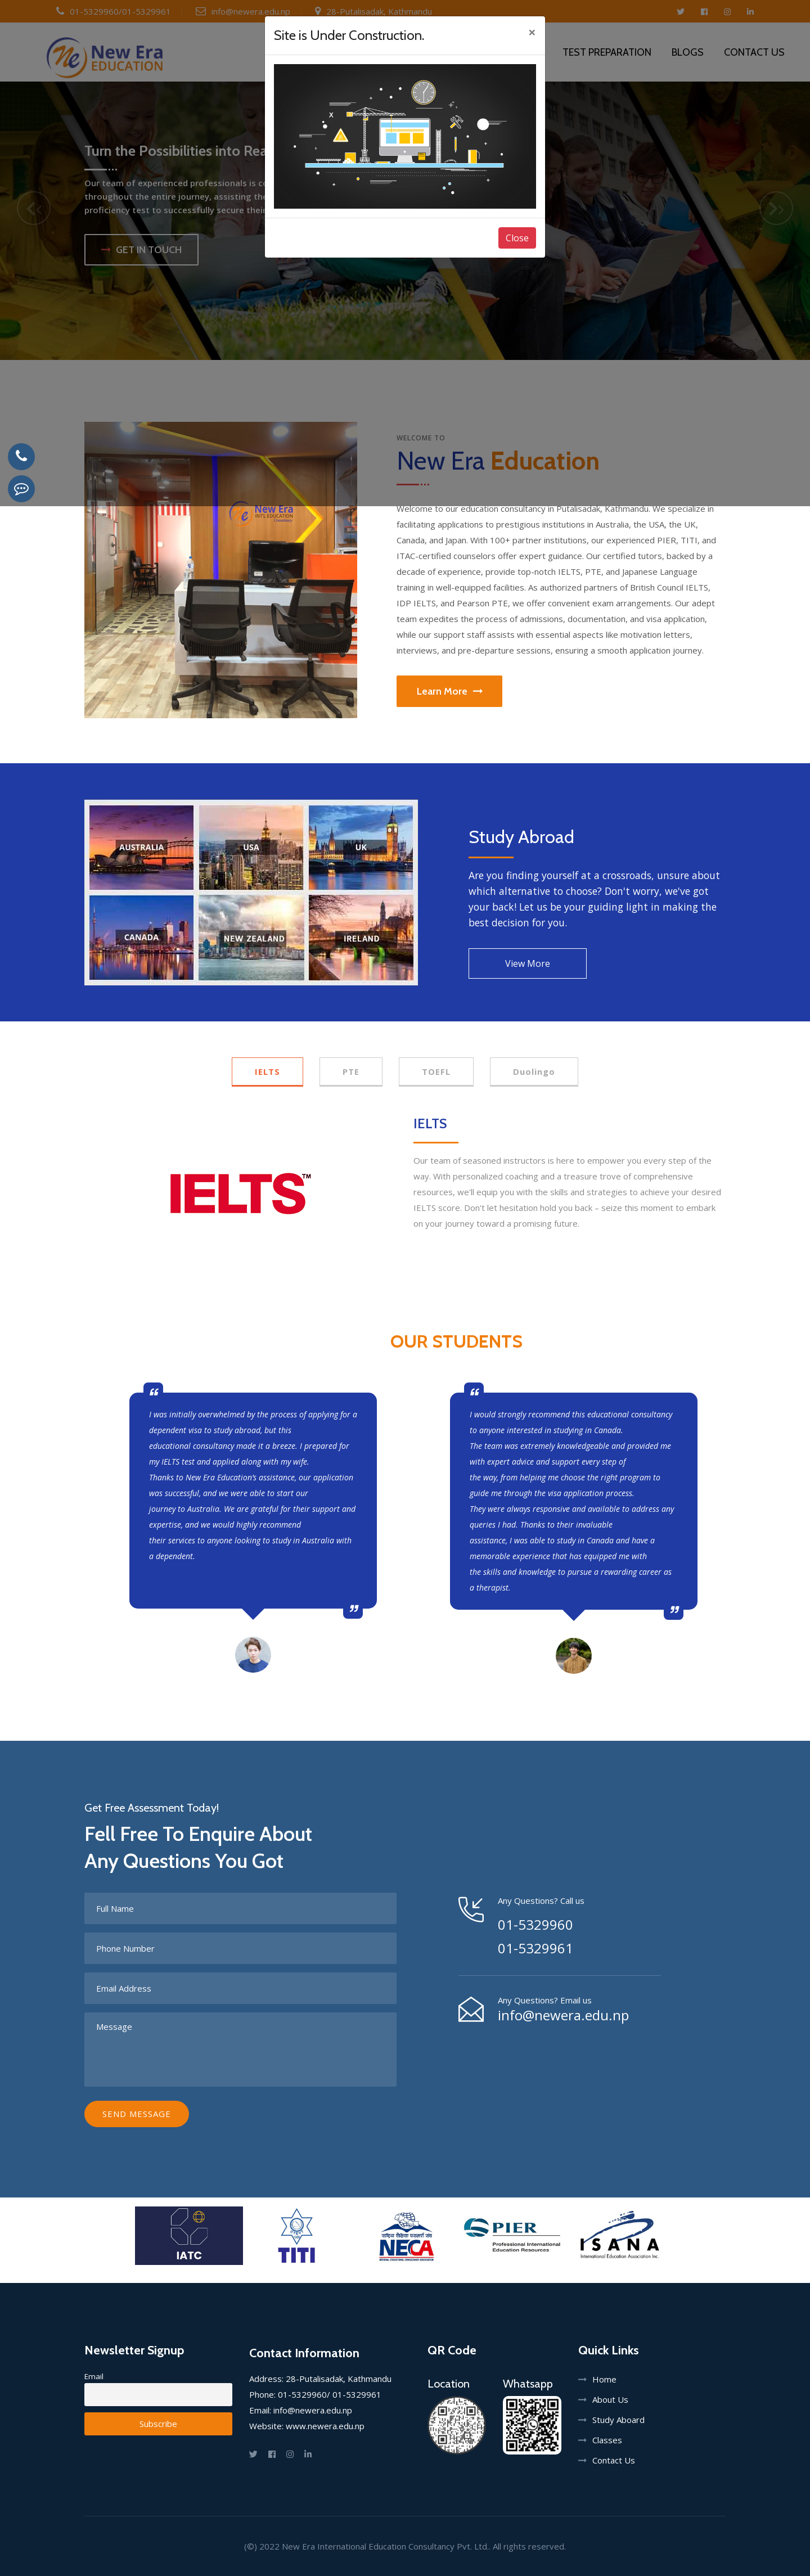 01-5329960/01-5329961
info@newera.edu.np
28-Putalisadak, Kathmandu
Site is Under Construction.
×
New Era
EDUCATION
TEST PREPARATION
BLOGS
CONTACT US
Turn the Possibilities into Rea
Our team of experienced professionals is co
throughout the entire journey, assisting the
proficiency test to successfully secure their
GET IN TOUCH
Close
WELCOME TO
New Era Education
New Era
INT'L EDUCATION
Welcome to our education consultancy in Putalisadak, Kathmandu. We specialize in
facilitating applications to prestigious institutions in Australia, the USA, the UK,
Canada, and Japan. With 100+ partner institutions, our experienced PIER, TITI, and
ITAC-certified counselors offer expert guidance. Our certified tutors, backed by a
decade of experience, provide top-notch IELTS, PTE, and Japanese Language
training in well-equipped facilities. As authorized partners of British Council IELTS,
IDP IELTS, and Pearson PTE, we offer convenient exam arrangements. Our adept
team expedites the process of admissions, documentation, and visa application,
while our support staff assists with essential aspects like motivation letters,
interviews, and pre-departure sessions, ensuring a smooth application journey.
Learn More
AUSTRALIA
USA
UK
CANADA
NEW ZEALAND
IRELAND
Study Abroad
Are you finding yourself at a crossroads, unsure about
which alternative to choose? Don't worry, we've got
your back! Let us be your guiding light in making the
best decision for you.
View More
IELTS
PTE
TOEFL
Duolingo
IELTS™
IELTS
Our team of seasoned instructors is here to empower you every step of the
way. With personalized coaching and a treasure trove of comprehensive
resources, we'll equip you with the skills and strategies to achieve your desired
IELTS score. Don't let hesitation hold you back – seize this moment to embark
on your journey toward a promising future.
OUR STUDENTS
I was initially overwhelmed by the process of applying for a
dependent visa to study abroad, but this
educational consultancy made it a breeze. I prepared for
my IELTS test and applied along with my wife.
Thanks to New Era Education's assistance, our application
was successful, and we were able to start our
journey to Australia. We are grateful for their support and
expertise, and we would highly recommend
their services to anyone looking to study in Australia with
a dependent.
I would strongly recommend this educational consultancy
to anyone interested in studying in Canada.
The team was extremely knowledgeable and provided me
with expert advice and support every step of
the way, from helping me choose the right program to
guide me through the visa application process.
They were always responsive and available to address any
queries I had. Thanks to their invaluable
assistance, I was able to study in Canada and have a
memorable experience that has equipped me with
the skills and knowledge to pursue a rewarding career as
a therapist.
Get Free Assessment Today!
Fell Free To Enquire About
Any Questions You Got
Full Name
Phone Number
Email Address
Message
SEND MESSAGE
Any Questions? Call us
01-5329960
01-5329961
Any Questions? Email us
info@newera.edu.np
IATC
TITI
NECA
PIER
Professional International
Education Resources
ISANA
International Education Association Inc.
Newsletter Signup
Email
Subscribe
Contact Information
Address: 28-Putalisadak, Kathmandu
Phone: 01-5329960/ 01-5329961
Email: info@newera.edu.np
Website: www.newera.edu.np
QR Code
Location
Whatsapp
Quick Links
Home
About Us
Study Aboard
Classes
Contact Us
(©) 2022 New Era International Education Consultancy Pvt. Ltd.. All rights reserved.